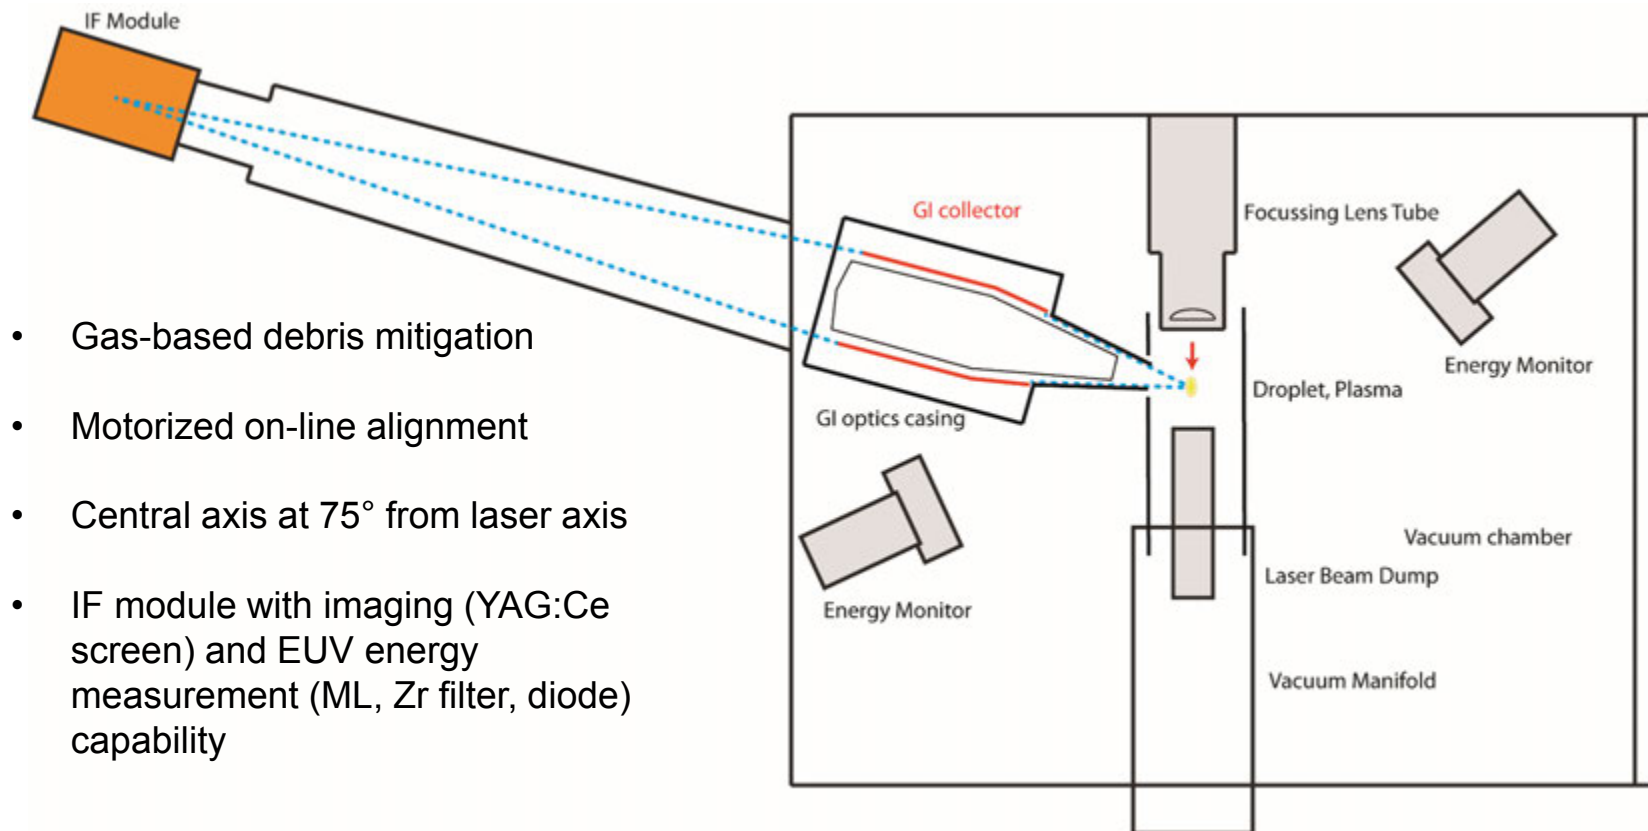 IF Module
GI collector
Focussing Lens Tube
Energy Monitor
Droplet, Plasma
GI optics casing
• Gas-based debris mitigation
• Motorized on-line alignment
• Central axis at 75° from laser axis
• IF module with imaging (YAG:Ce
screen) and EUV energy
measurement (ML, Zr filter, diode)
capability
Energy Monitor
Vacuum chamber
Laser Beam Dump
Vacuum Manifold